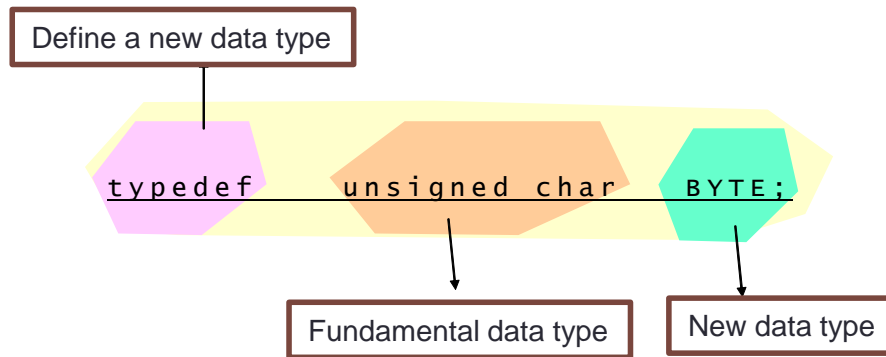 Define a new data type
typedef unsigned char BYTE;
Fundamental data type
New data type